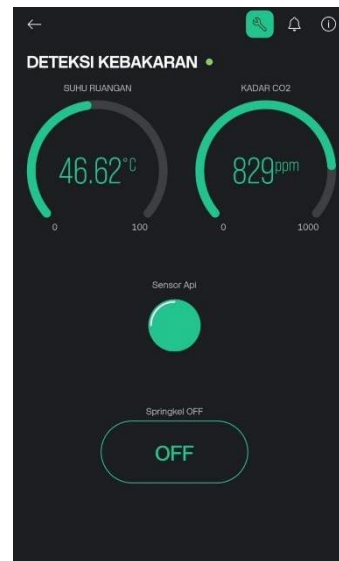 DETEKSI KEBAKARAN
SUHU RUANGAN
KADAR CO2
46.62°C
829ppm
0 100
0 1000
Sensor Api
Springkel OFF
OFF